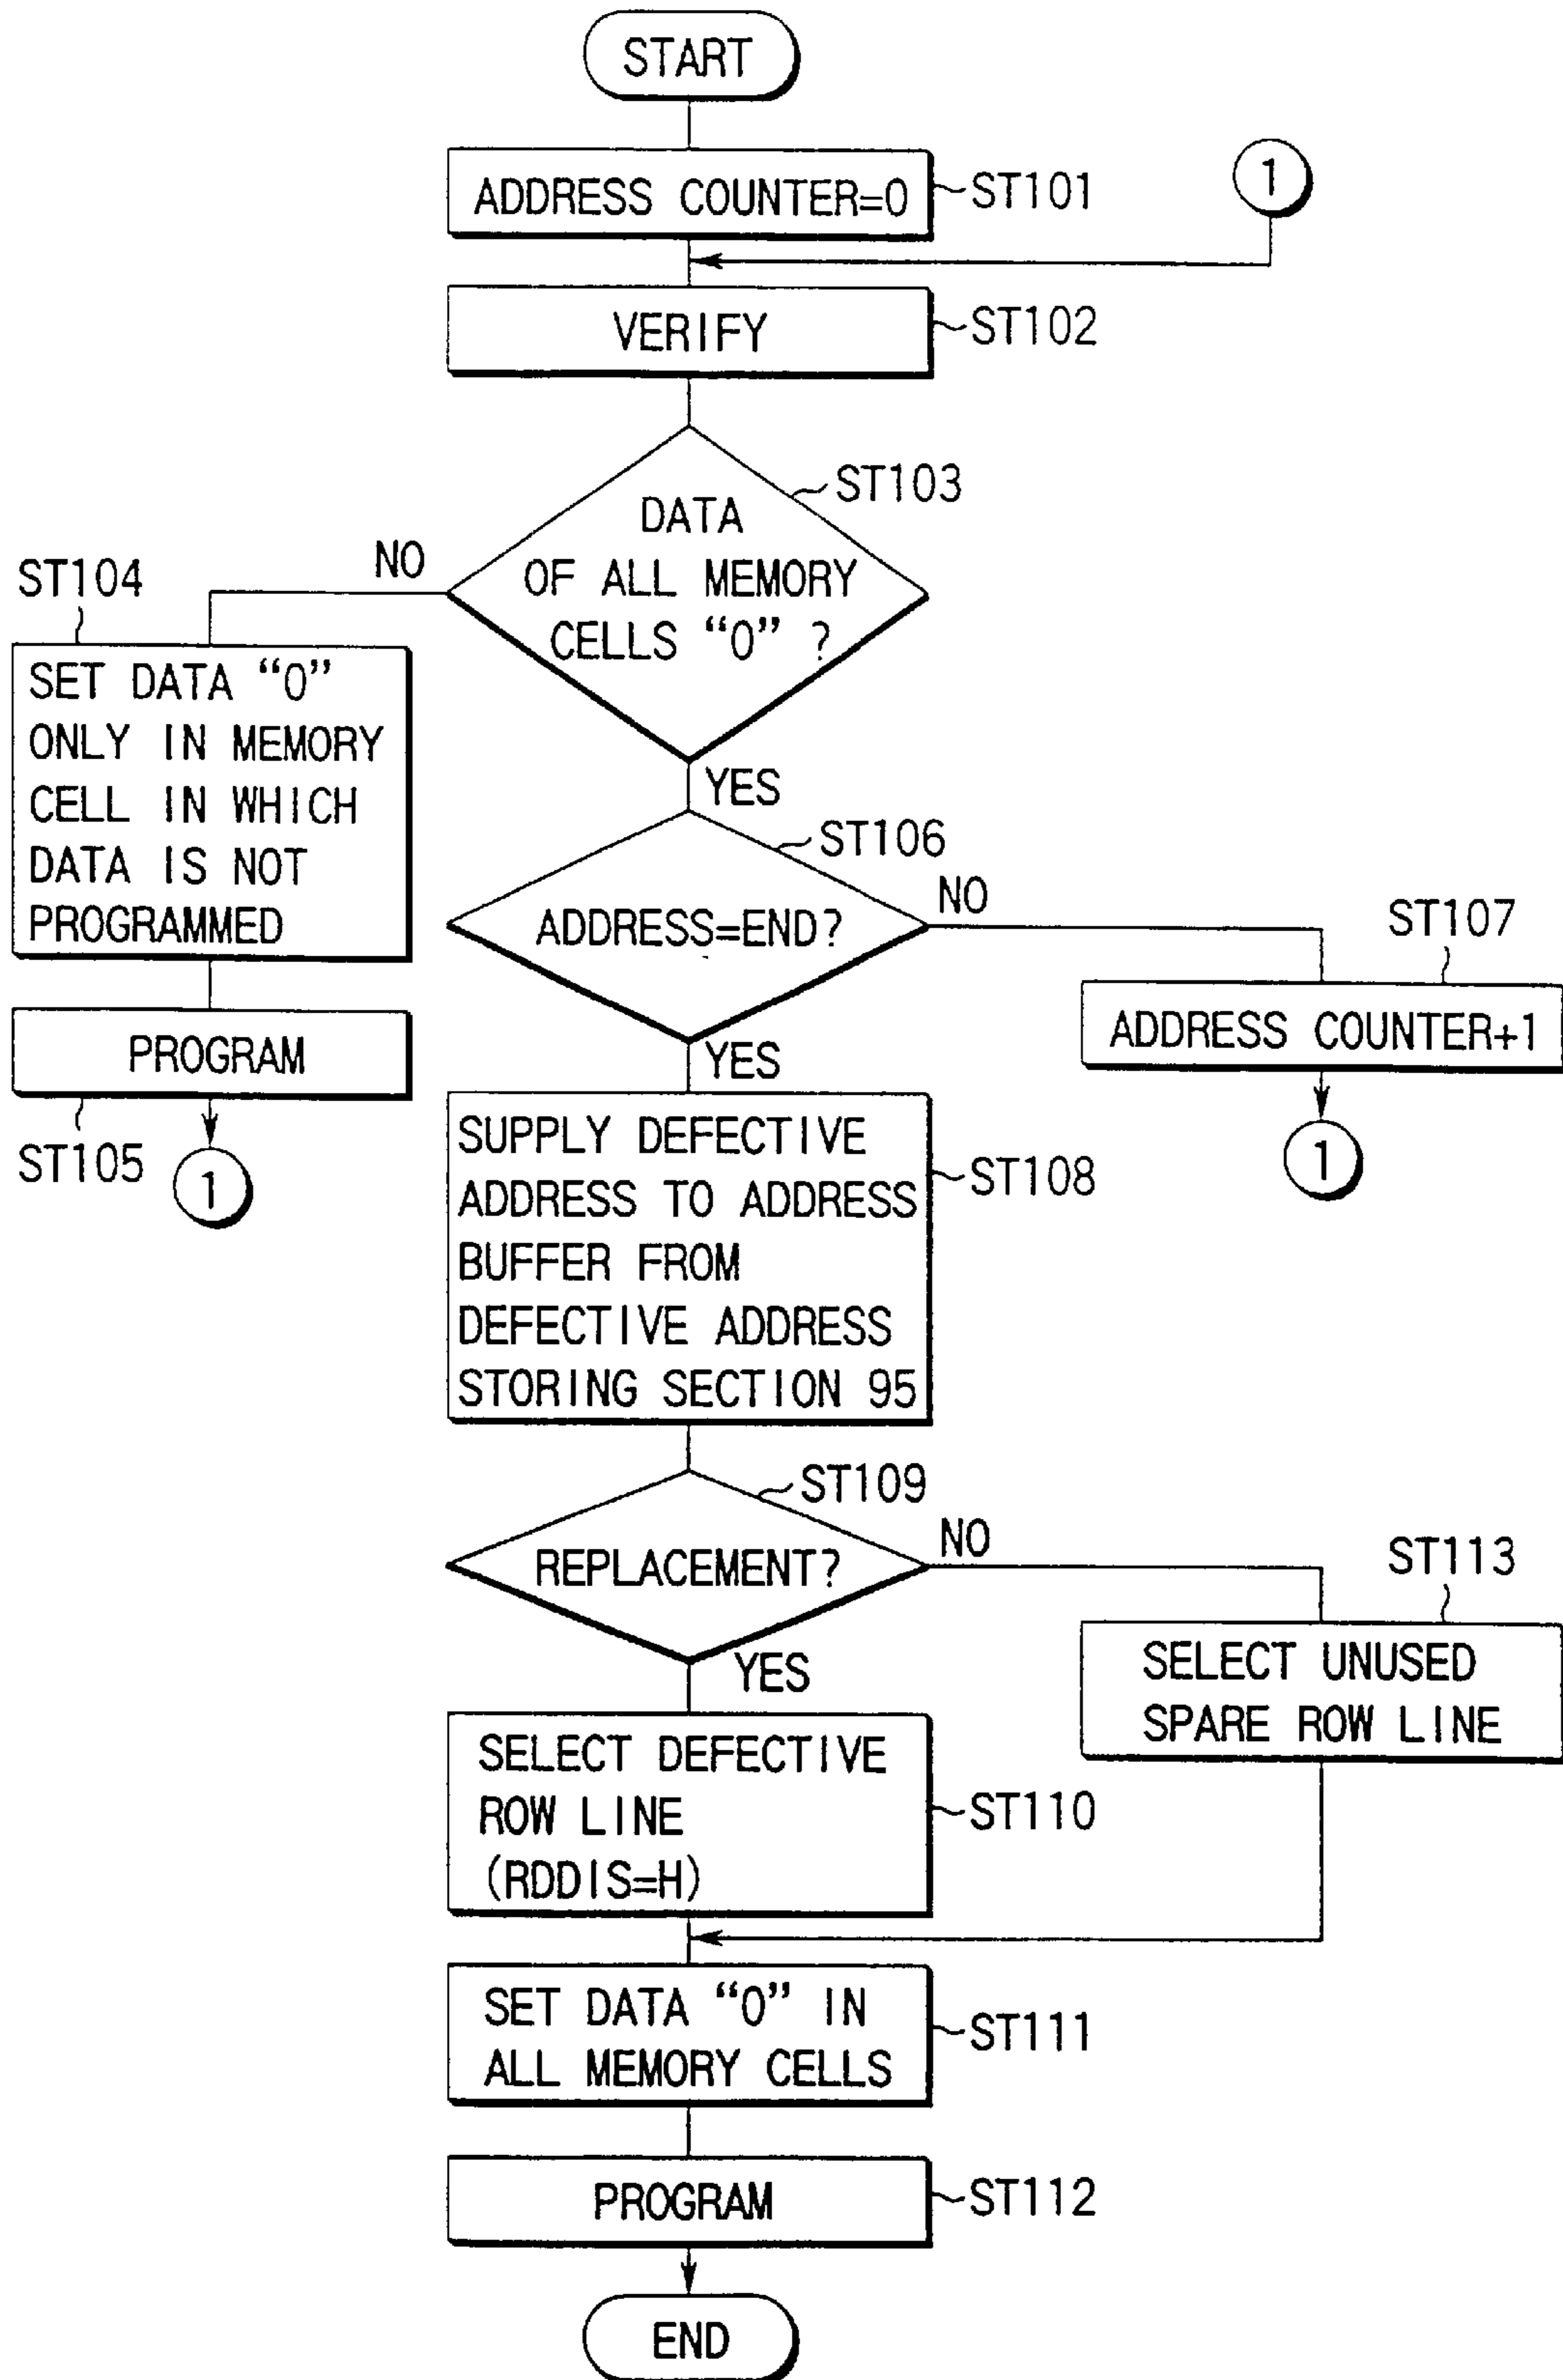 START
ADDRESS COUNTER=0
ST101
1
VERIFY
ST102
DATA
OF ALL MEMORY
CELLS “0” ?
ST103
NO
YES
ST104
SET DATA “0”
ONLY IN MEMORY
CELL IN WHICH
DATA IS NOT
PROGRAMMED
PROGRAM
ST105
1
ADDRESS=END?
ST106
NO
YES
ST107
ADDRESS COUNTER+1
1
SUPPLY DEFECTIVE
ADDRESS TO ADDRESS
BUFFER FROM
DEFECTIVE ADDRESS
STORING SECTION 95
ST108
REPLACEMENT?
ST109
NO
YES
ST113
SELECT UNUSED
SPARE ROW LINE
SELECT DEFECTIVE
ROW LINE
(RDDIS=H)
ST110
SET DATA “0” IN
ALL MEMORY CELLS
ST111
PROGRAM
ST112
END